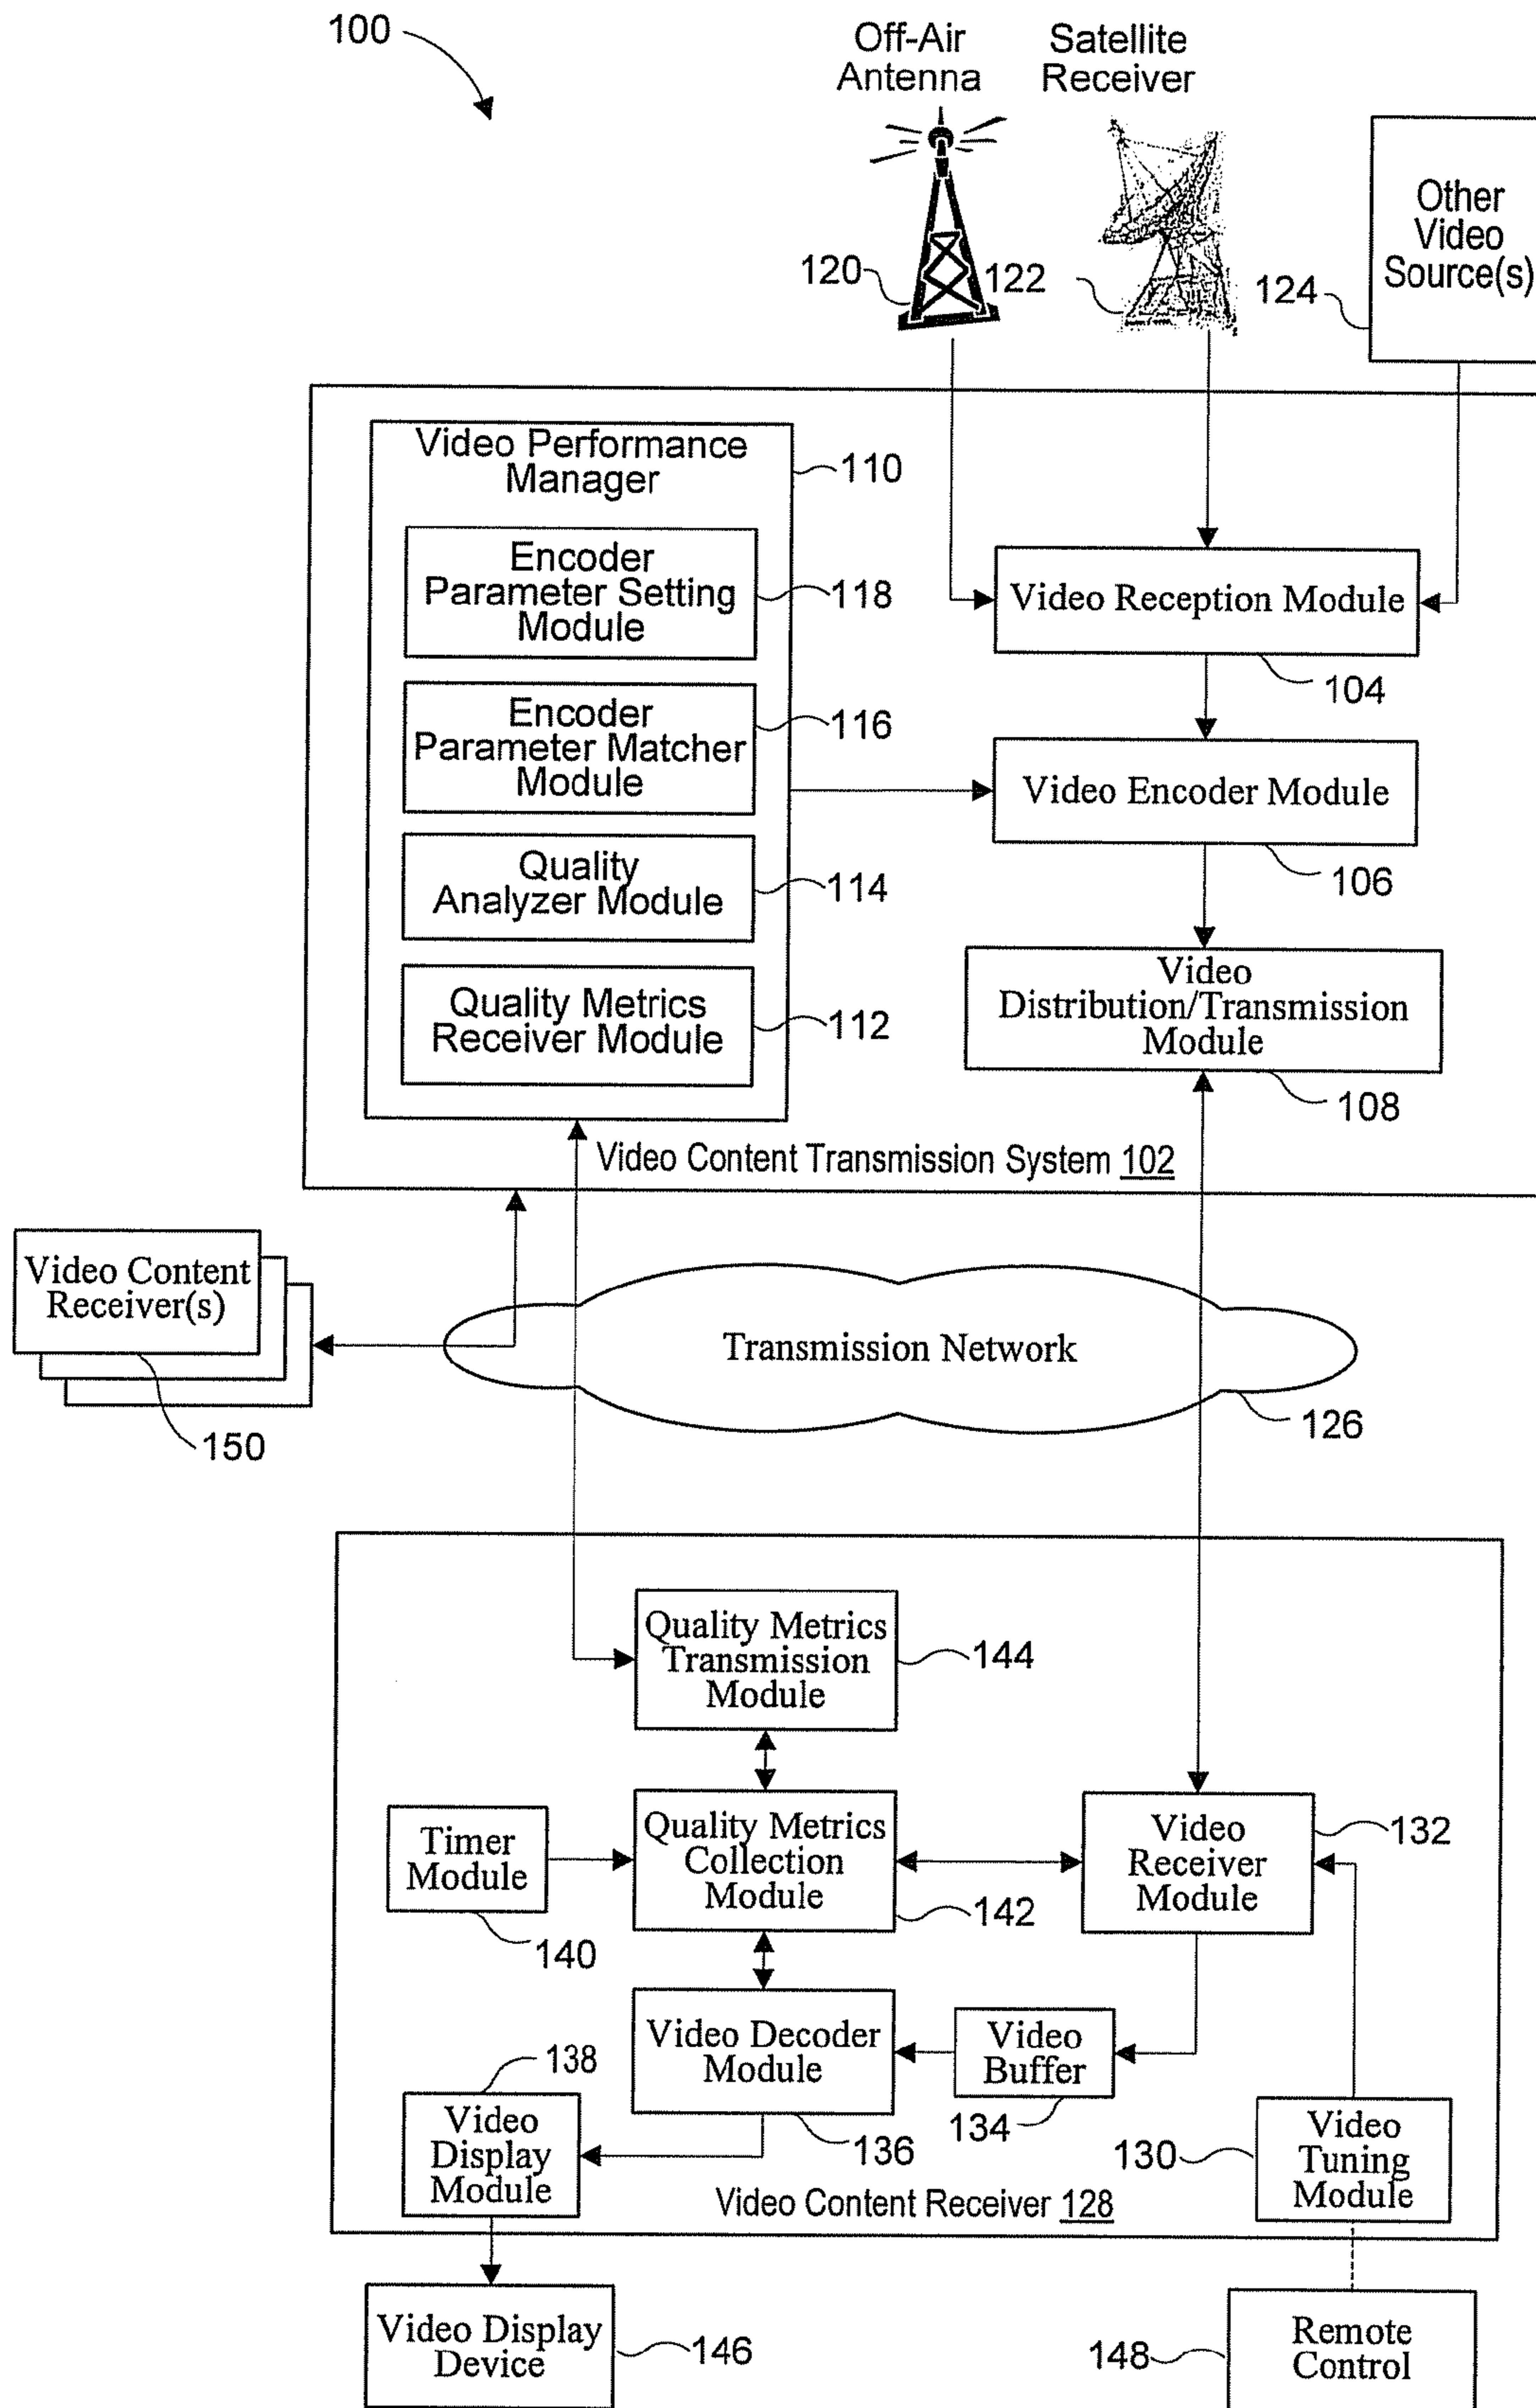 100
Off-Air
Antenna
Satellite
Receiver
Other
Video
Source(s)
120
122
124
Video Performance
Manager
110
Encoder
Parameter Setting
Module
118
Video Reception Module
104
Encoder
Parameter Matcher
Module
116
Video Encoder Module
106
Quality
Analyzer Module
114
Video
Distribution/Transmission
Module
108
Quality Metrics
Receiver Module
112
Video Content Transmission System 102
Video Content
Receiver(s)
150
Transmission Network
126
Quality Metrics
Transmission
Module
144
Timer
Module
140
Quality Metrics
Collection
Module
142
Video
Receiver
Module
132
Video Decoder
Module
136
Video
Buffer
134
138
Video
Display
Module
130
Video
Tuning
Module
Video Content Receiver 128
Video Display
Device
146
148
Remote
Control